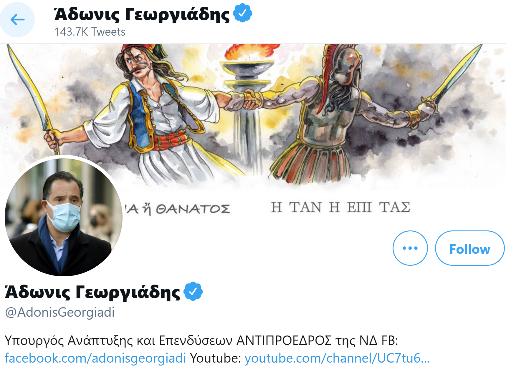 Άδωνις Γεωργιάδης
143.7K Tweets
Ἤ ΘΑΝΑΤΟΣ
Η ΤΑΝ Η ΕΠΙ ΤΑΣ
Follow
Άδωνις Γεωργιάδης
@AdonisGeorgiadi
Υπουργός Ανάπτυξης και Επενδύσεων ΑΝΤΙΠΡΟΕΔΡΟΣ της ΝΔ FB:
facebook.com/adonisgeorgiadi Youtube: youtube.com/channel/UC7tu6...